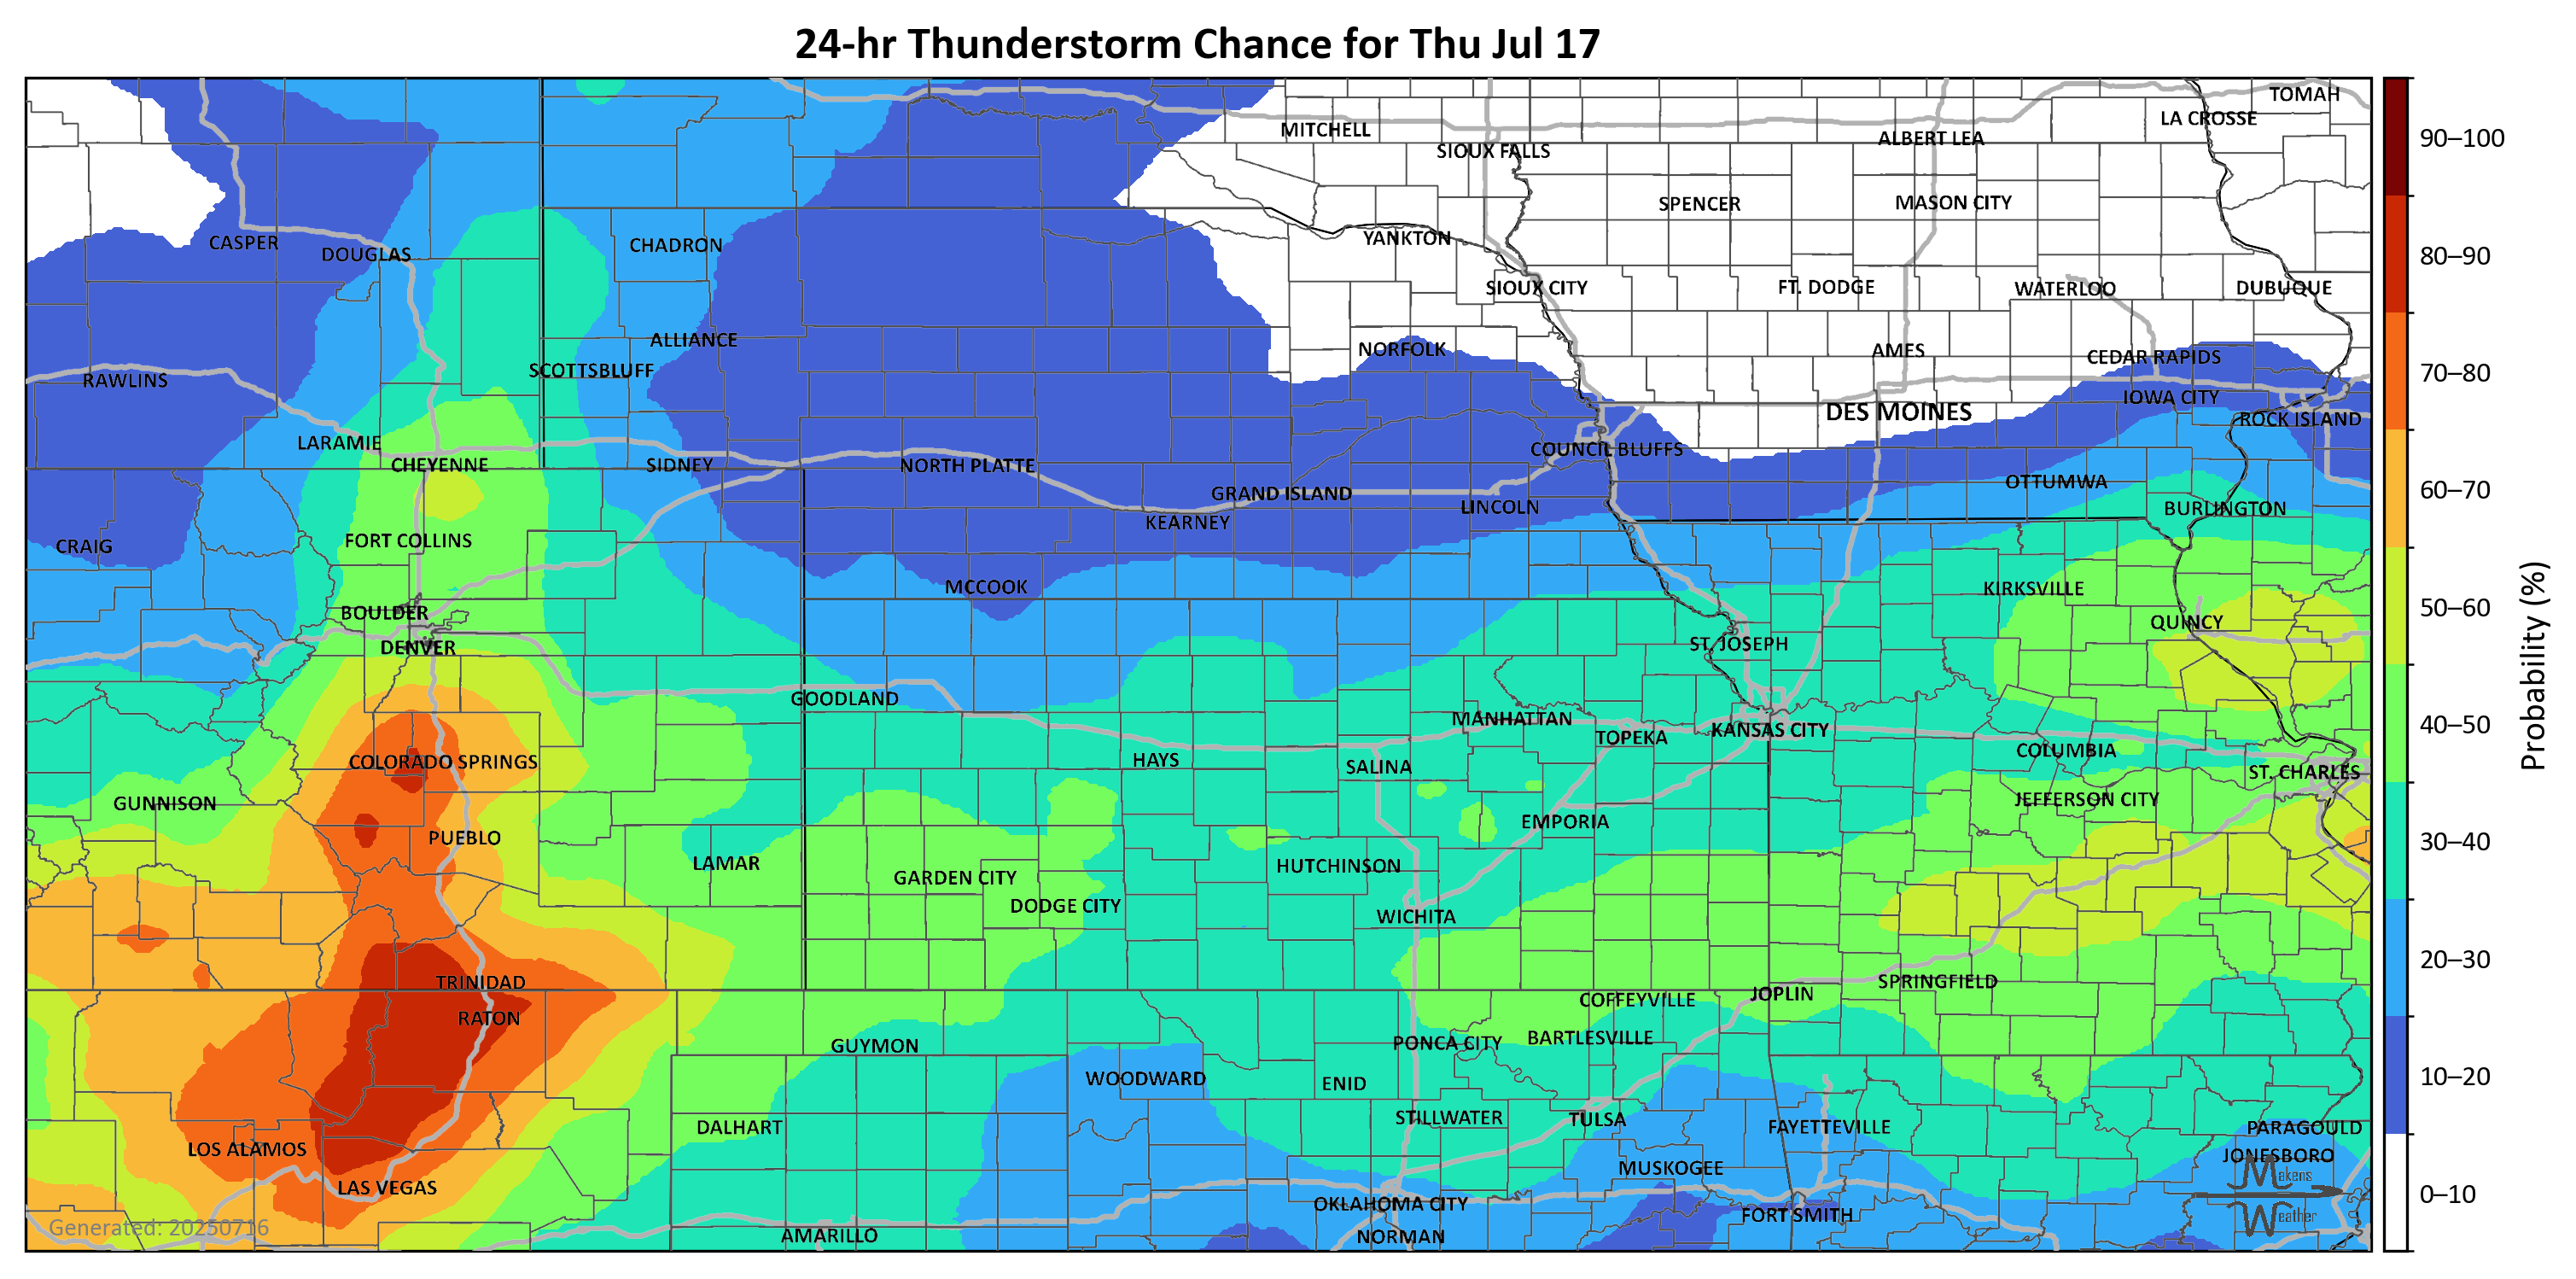 24-hr Thunderstorm Chance for Thu Jul 17
TOMAH
LA CROSSE
MITCHELL
ALBERT LEA
SIOUX FALLS
SPENCER
MASON CITY
CASPER
DOUGLAS
CHADRON
YANKTON
SIOUX CITY
FT. DODGE
WATERLOO
DUBUQUE
ALLIANCE
NORFOLK
AMES
CEDAR RAPIDS
RAWLINS
SCOTTSBLUFF
IOWA CITY
DES MOINES
ROCK ISLAND
LARAMIE
CHEYENNE
SIDNEY
NORTH PLATTE
COUNCIL BLUFFS
GRAND ISLAND
LINCOLN
OTTUMWA
BURLINGTON
KEARNEY
CRAIG
FORT COLLINS
MCCOOK
KIRKSVILLE
BOULDER
DENVER
QUINCY
ST. JOSEPH
GOODLAND
MANHATTAN
TOPEKA
KANSAS CITY
COLUMBIA
COLORADO SPRINGS
HAYS
SALINA
ST. CHARLES
GUNNISON
JEFFERSON CITY
PUEBLO
EMPORIA
LAMAR
GARDEN CITY
HUTCHINSON
DODGE CITY
WICHITA
TRINIDAD
SPRINGFIELD
JOPLIN
COFFEYVILLE
RATON
GUYMON
PONCA CITY
BARTLESVILLE
WOODWARD
ENID
DALHART
STILLWATER
TULSA
FAYETTEVILLE
PARAGOULD
LOS ALAMOS
MUSKOGEE
JONESBORO
LAS VEGAS
OKLAHOMA CITY
FORT SMITH
AMARILLO
NORMAN
Generated: 20250716
Makens
Weather
90–100
80–90
70–80
60–70
50–60
40–50
30–40
20–30
10–20
0–10
Probability (%)